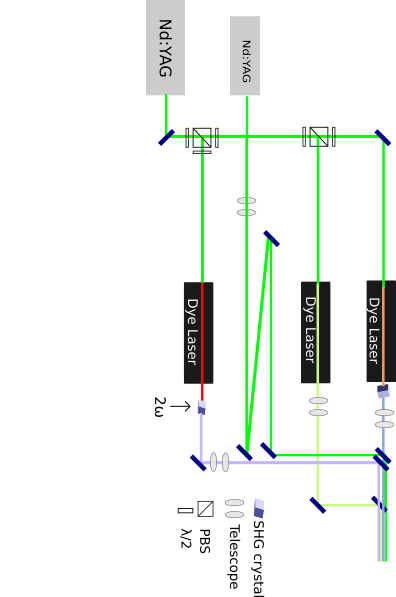 Nd:YAG
Nd:YAG
Dye Laser
Dye Laser
Dye Laser
2ω
SHG crystal
Telescope
PBS
λ/2